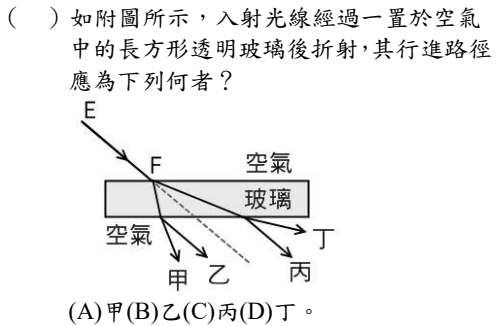 (　)如附圖所示，入射光線經過一置於空氣
中的長方形透明玻璃後折射，其行進路徑
應為下列何者？
E
F
空氣
玻璃
空氣
丁
甲 乙 丙
(A)甲(B)乙(C)丙(D)丁。